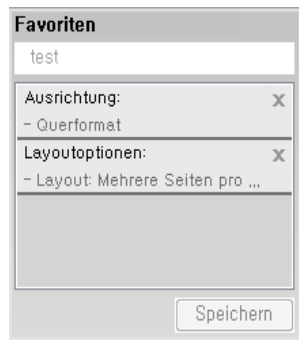 Favoriten
test
Ausrichtung: x
- Querformat
Layoutoptionen: x
- Layout: Mehrere Seiten pro ...
Speichern